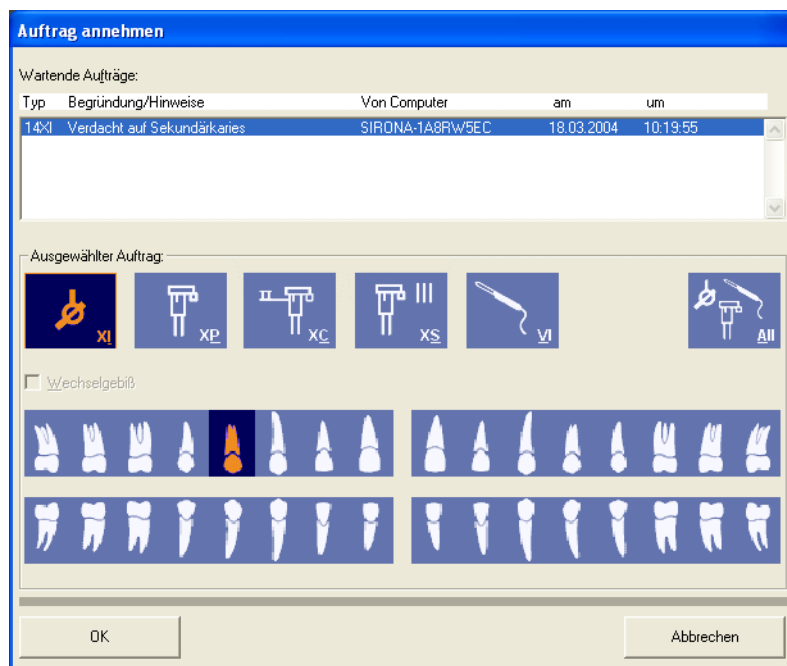 Auftrag annehmen
Wartende Aufträge:
Typ Begründung/Hinweise Von Computer am um
14XI Verdacht auf Sekundärkaries SIRONA-1A8RW5EC 18.03.2004 10:19:55
Ausgewählter Auftrag:
XI XP XC XS VI All
Wechselgebiß
OK Abbrechen